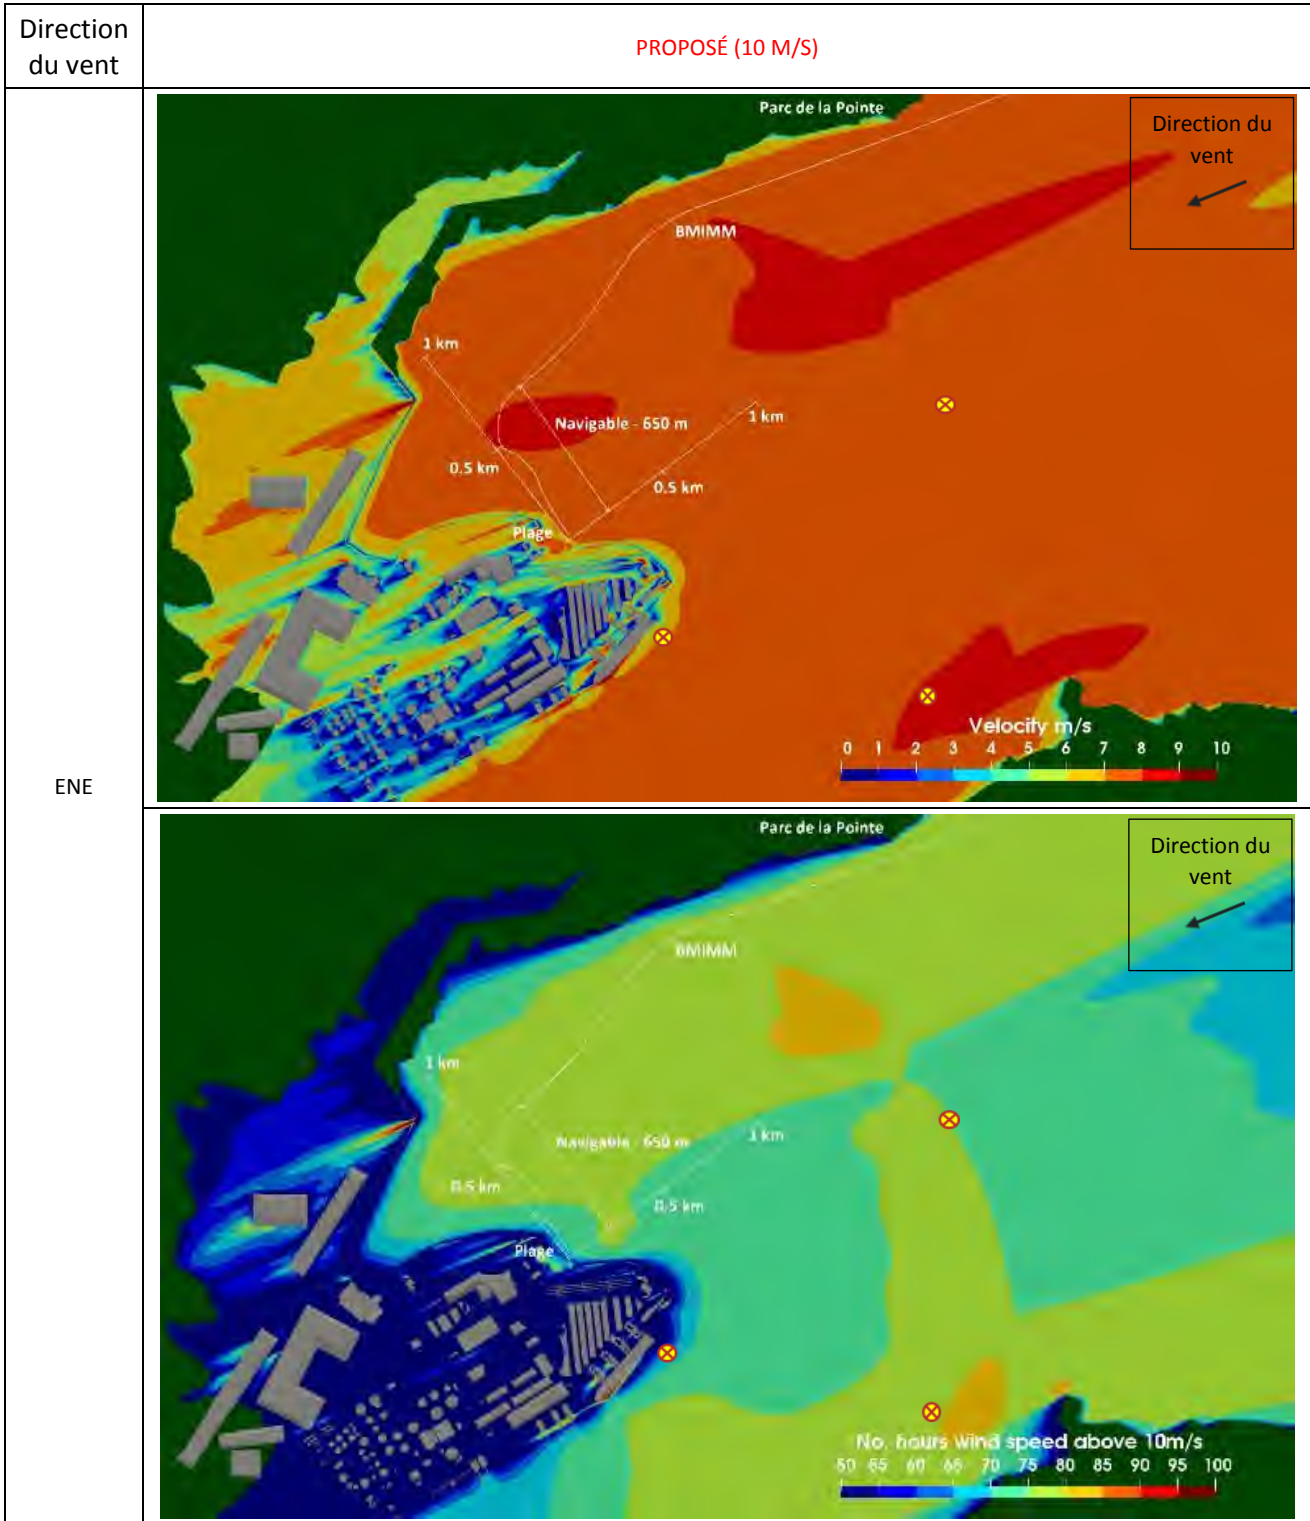 Direction
du vent
PROPOSÉ (10 M/S)
ENE
Parc de la Pointe
Direction du
vent
BMIMM
1 km
Navigable - 650 m
1 km
0.5 km
0.5 km
Plage
Velocity m/s
0 1 2 3 4 5 6 7 8 9 10
Parc de la Pointe
Direction du
vent
BMIMM
1 km
Navigable - 650 m
1 km
0.5 km
0.5 km
Plage
No. hours wind speed above 10m/s
50 55 60 65 70 75 80 85 90 95 100